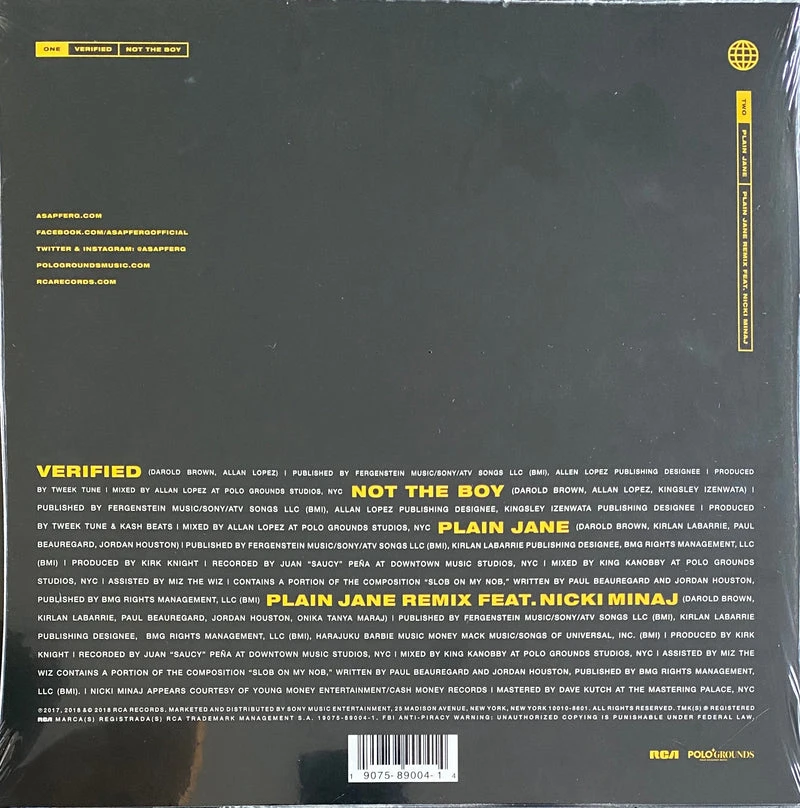 ONE VERIFIED NOT THE BOY
TWO PLAIN JANE PLAIN JANE REMIX FEAT. NICKI MINAJ
ASAPFERG.COM
FACEBOOK.COM/ASAPFERGOFFICIAL
TWITTER & INSTAGRAM: @ASAPFERG
POLOGROUNDSMUSIC.COM
RCARECORDS.COM
VERIFIED (DAROLD BROWN, ALLAN LOPEZ) | PUBLISHED BY FERGENSTEIN MUSIC/SONY/ATV SONGS LLC (BMI), ALLEN LOPEZ PUBLISHING DESIGNEE | PRODUCED
BY TWEEK TUNE | MIXED BY ALLAN LOPEZ AT POLO GROUNDS STUDIOS, NYC NOT THE BOY (DAROLD BROWN, ALLAN LOPEZ, KINGSLEY IZENWATA) |
PUBLISHED BY FERGENSTEIN MUSIC/SONY/ATV SONGS LLC (BMI), ALLAN LOPEZ PUBLISHING DESIGNEE, KINGSLEY IZENWATA PUBLISHING DESIGNEE | PRODUCED
BY TWEEK TUNE & KASH BEATS | MIXED BY ALLAN LOPEZ AT POLO GROUNDS STUDIOS, NYC PLAIN JANE (DAROLD BROWN, KIRLAN LABARRIE, PAUL
BEAUREGARD, JORDAN HOUSTON) | PUBLISHED BY FERGENSTEIN MUSIC/SONY/ATV SONGS LLC (BMI), KIRLAN LABARRIE PUBLISHING DESIGNEE, BMG RIGHTS MANAGEMENT, LLC
(BMI) | PRODUCED BY KIRK KNIGHT | RECORDED BY JUAN "SAUCY" PEÑA AT DOWNTOWN MUSIC STUDIOS, NYC | MIXED BY KING KANOBBY AT POLO GROUNDS
STUDIOS, NYC | ASSISTED BY MIZ THE WIZ | CONTAINS A PORTION OF THE COMPOSITION "SLOB ON MY NOB," WRITTEN BY PAUL BEAUREGARD AND JORDAN HOUSTON,
PUBLISHED BY BMG RIGHTS MANAGEMENT, LLC (BMI) PLAIN JANE REMIX FEAT. NICKI MINAJ (DAROLD BROWN,
KIRLAN LABARRIE, PAUL BEAUREGARD, JORDAN HOUSTON, ONIKA TANYA MARAJ) | PUBLISHED BY FERGENSTEIN MUSIC/SONY/ATV SONGS LLC (BMI), KIRLAN LABARRIE
PUBLISHING DESIGNEE, BMG RIGHTS MANAGEMENT, LLC (BMI), HARAJUKU BARBIE MUSIC MONEY MACK MUSIC/SONGS OF UNIVERSAL, INC. (BMI) | PRODUCED BY KIRK
KNIGHT | RECORDED BY JUAN "SAUCY" PEÑA AT DOWNTOWN MUSIC STUDIOS, NYC | MIXED BY KING KANOBBY AT POLO GROUNDS STUDIOS, NYC | ASSISTED BY MIZ THE
WIZ CONTAINS A PORTION OF THE COMPOSITION "SLOB ON MY NOB," WRITTEN BY PAUL BEAUREGARD AND JORDAN HOUSTON, PUBLISHED BY BMG RIGHTS MANAGEMENT,
LLC (BMI). | NICKI MINAJ APPEARS COURTESY OF YOUNG MONEY ENTERTAINMENT/CASH MONEY RECORDS | MASTERED BY DAVE KUTCH AT THE MASTERING PALACE, NYC
℗2017, 2018 &© 2018 RCA RECORDS. MARKETED AND DISTRIBUTED BY SONY MUSIC ENTERTAINMENT, 25 MADISON AVENUE, NEW YORK, NEW YORK 10010-8601. ALL RIGHTS RESERVED. TMK(S) ® REGISTERED
RCA MARCA(S) REGISTRADA(S) RCA TRADEMARK MANAGEMENT S.A. 19075-89004-1. FBI ANTI-PIRACY WARNING: UNAUTHORIZED COPYING IS PUNISHABLE UNDER FEDERAL LAW.
RCA POLO GROUNDS
1 9075-89004-1 4